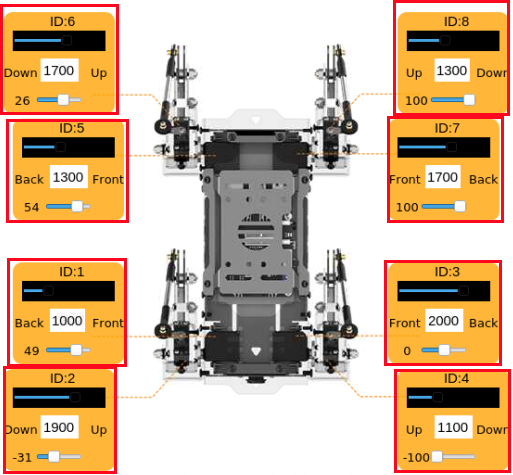 ID:6
Down 1700 Up
26
ID:8
Up 1300 Down
100
ID:5
Back 1300 Front
54
ID:7
Front 1700 Back
100
ID:1
Back 1000 Front
49
ID:3
Front 2000 Back
0
ID:2
Down 1900 Up
-31
ID:4
Up 1100 Down
-100